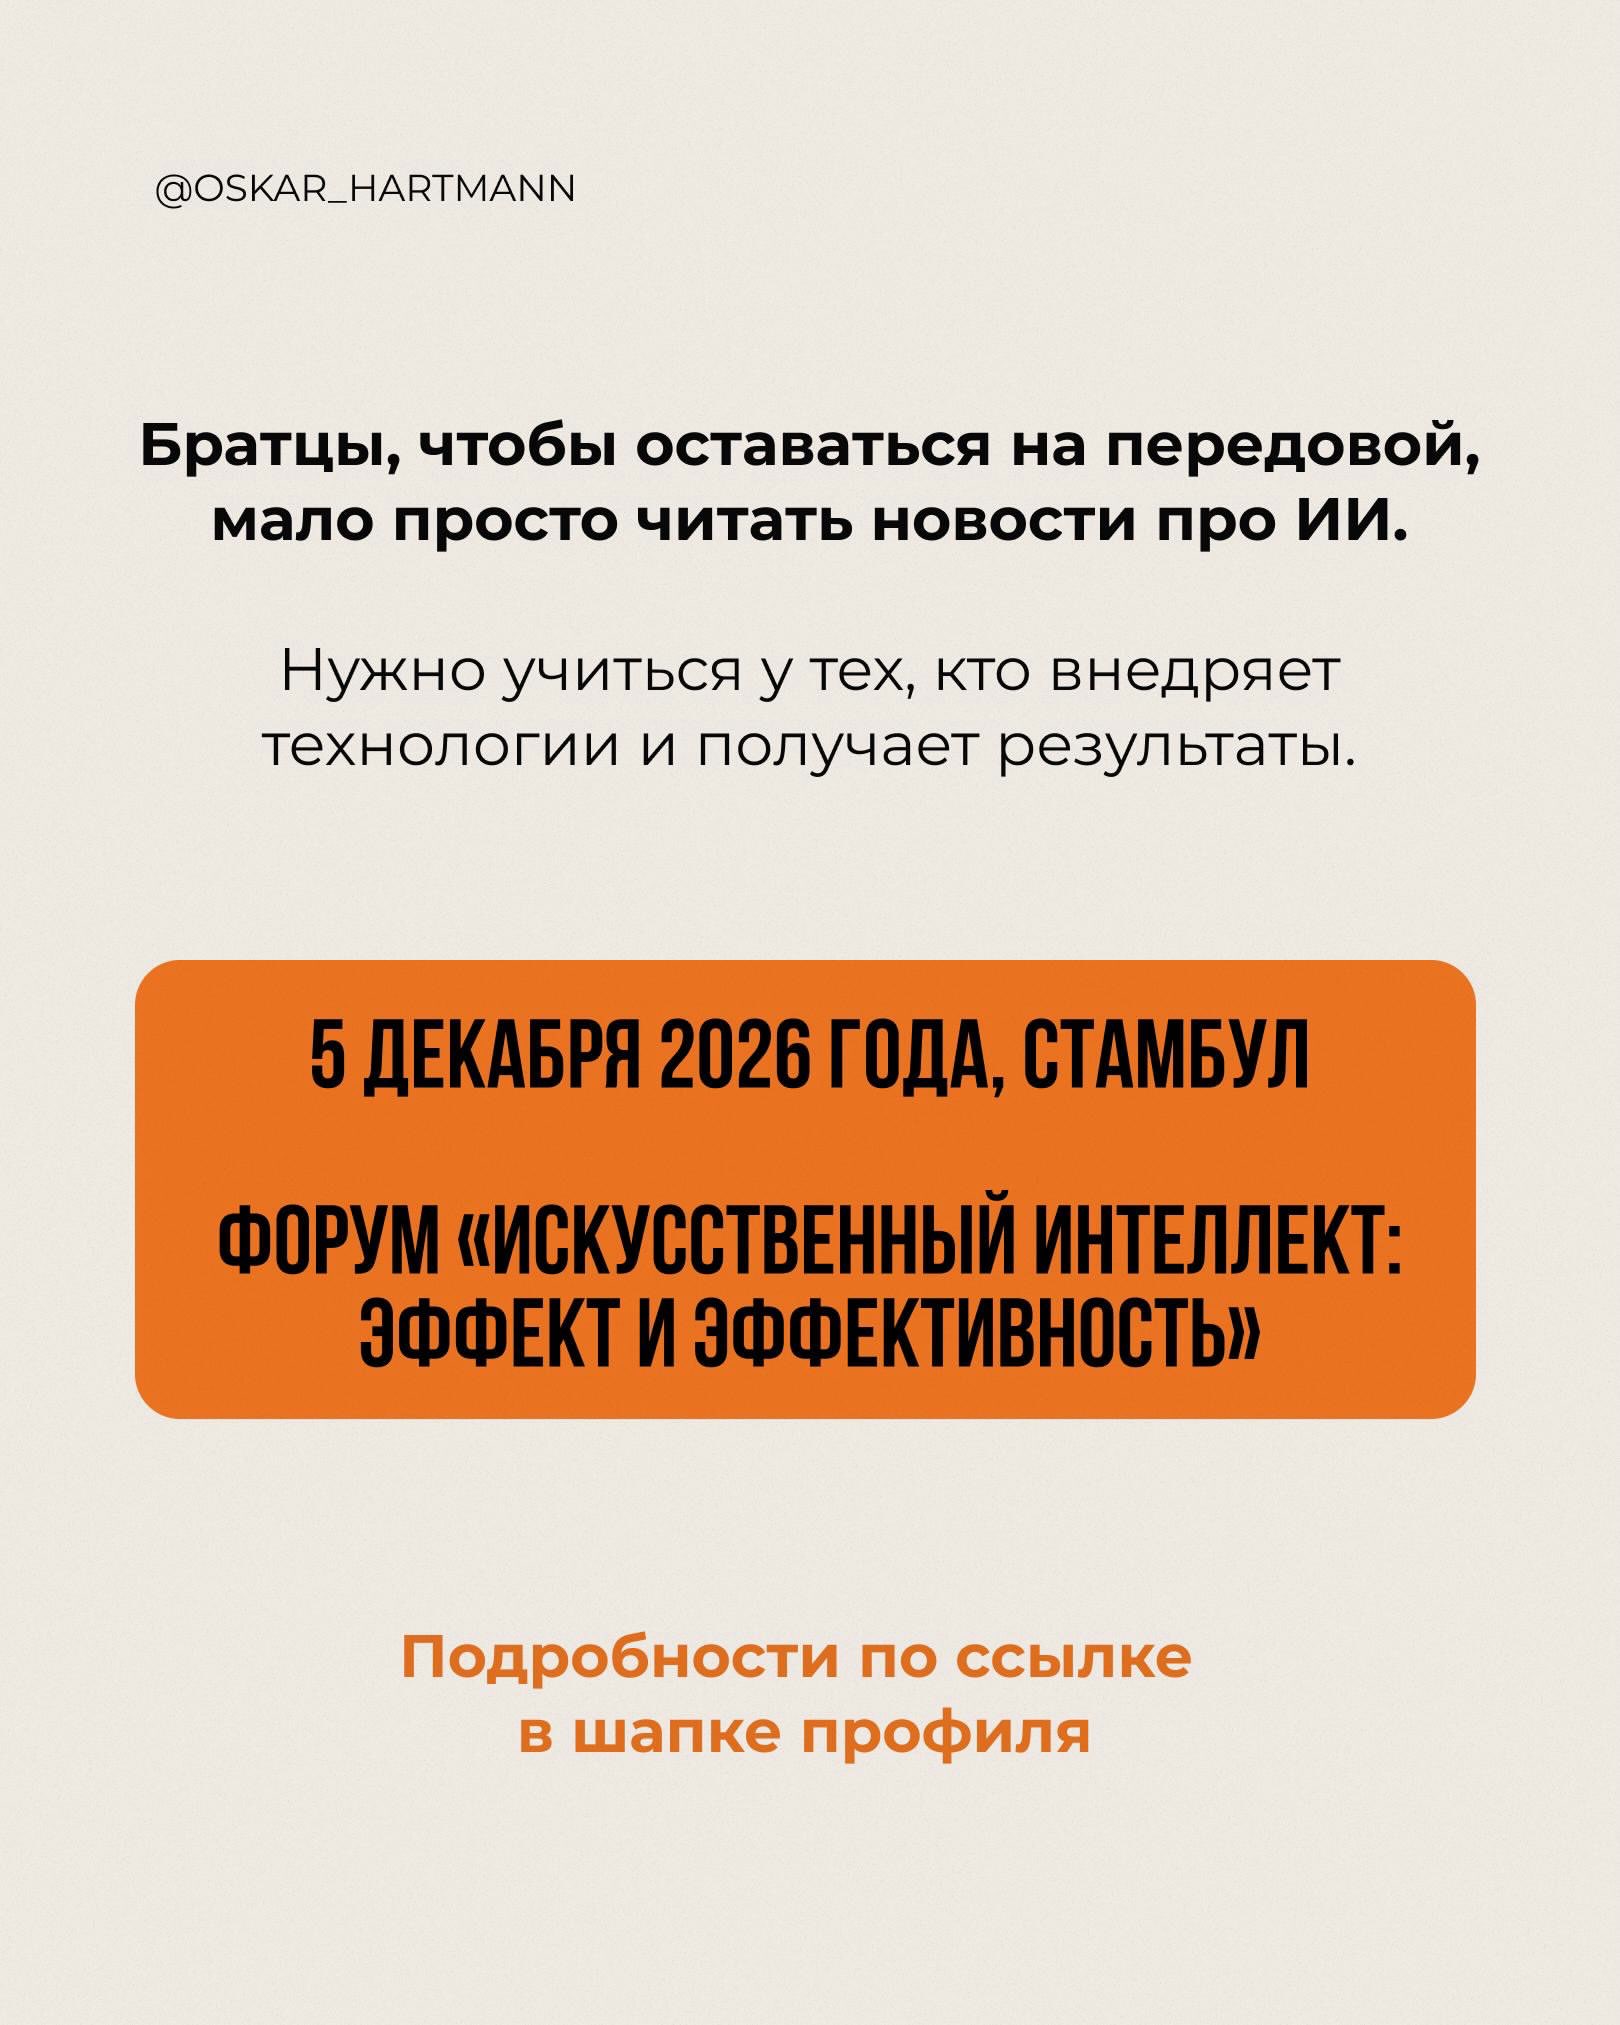 @OSKAR_HARTMANN
Братцы, чтобы оставаться на передовой,
мало просто читать новости про ИИ.
Нужно учиться у тех, кто внедряет
технологии и получает результаты.
5 ДЕКАБРЯ 2026 ГОДА, СТАМБУЛ
ФОРУМ «ИСКУССТВЕННЫЙ ИНТЕЛЛЕКТ:
ЭФФЕКТ И ЭФФЕКТИВНОСТЬ»
Подробности по ссылке
в шапке профиля